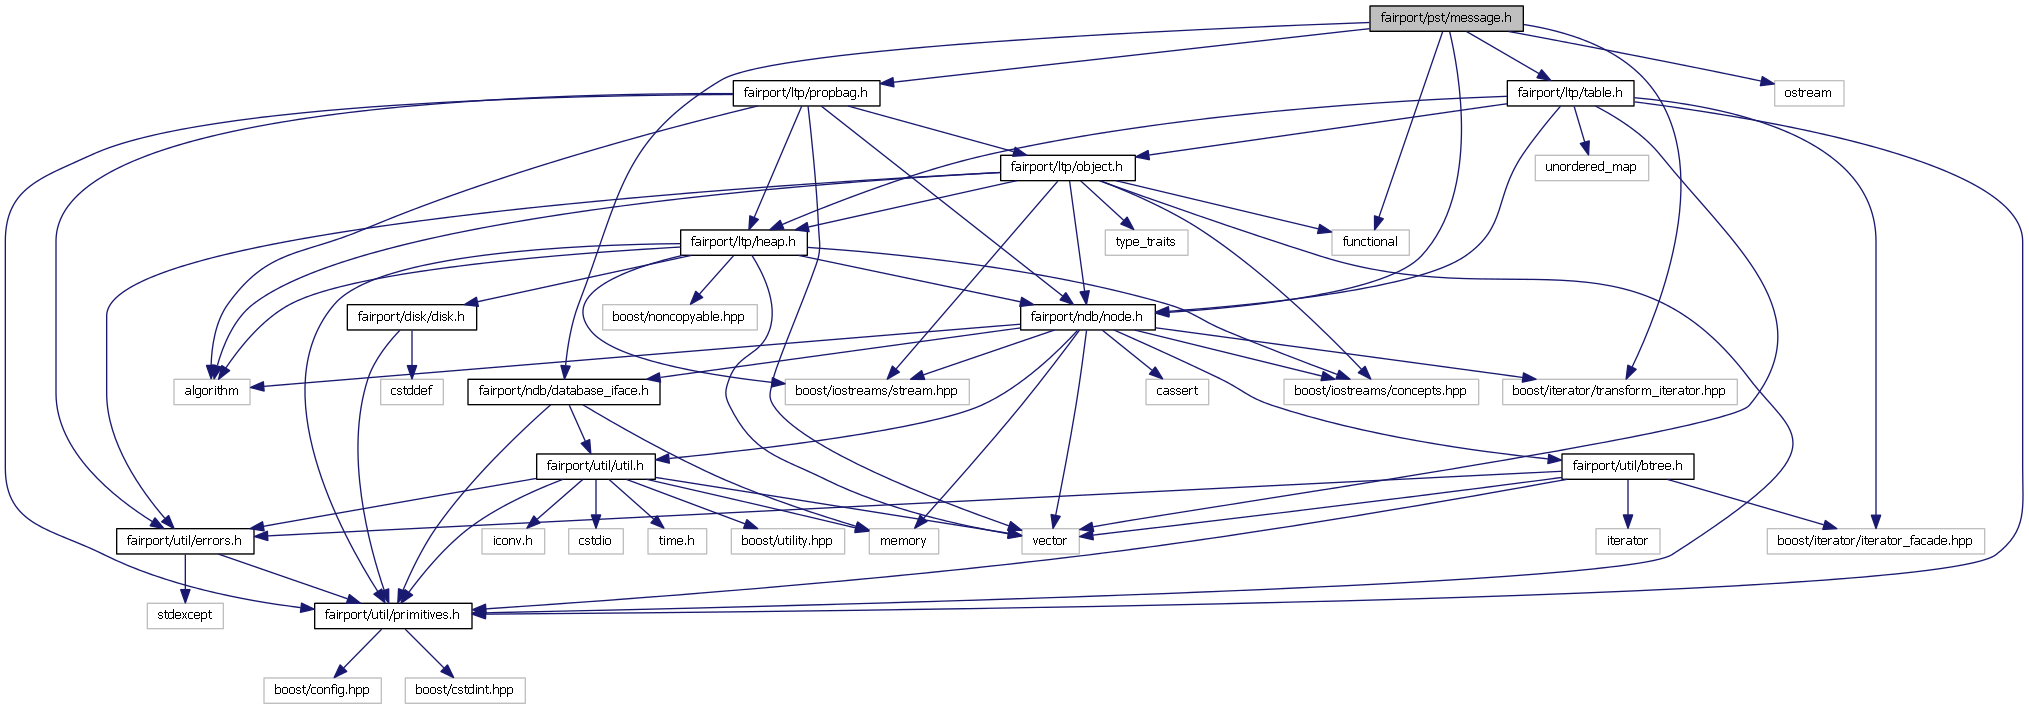 fairport/pst/message.h
fairport/ltp/propbag.h
fairport/ltp/table.h
ostream
fairport/ltp/object.h
unordered_map
fairport/ltp/heap.h
type_traits
functional
fairport/disk/disk.h
boost/noncopyable.hpp
fairport/ndb/node.h
algorithm
cstddef
fairport/ndb/database_iface.h
boost/iostreams/stream.hpp
cassert
boost/iostreams/concepts.hpp
boost/iterator/transform_iterator.hpp
fairport/util/util.h
fairport/util/btree.h
fairport/util/errors.h
iconv.h
cstdio
time.h
boost/utility.hpp
memory
vector
iterator
boost/iterator/iterator_facade.hpp
stdexcept
fairport/util/primitives.h
boost/config.hpp
boost/cstdint.hpp